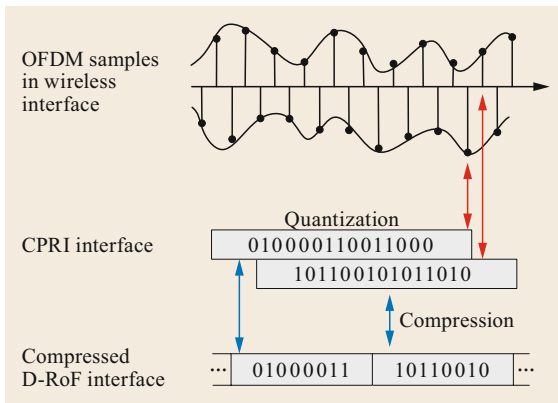 OFDM samples
in wireless
interface
Quantization
CPRI interface
010000110011000
101100101011010
Compression
Compressed
D-RoF interface
··· 01000011 10110010 ···